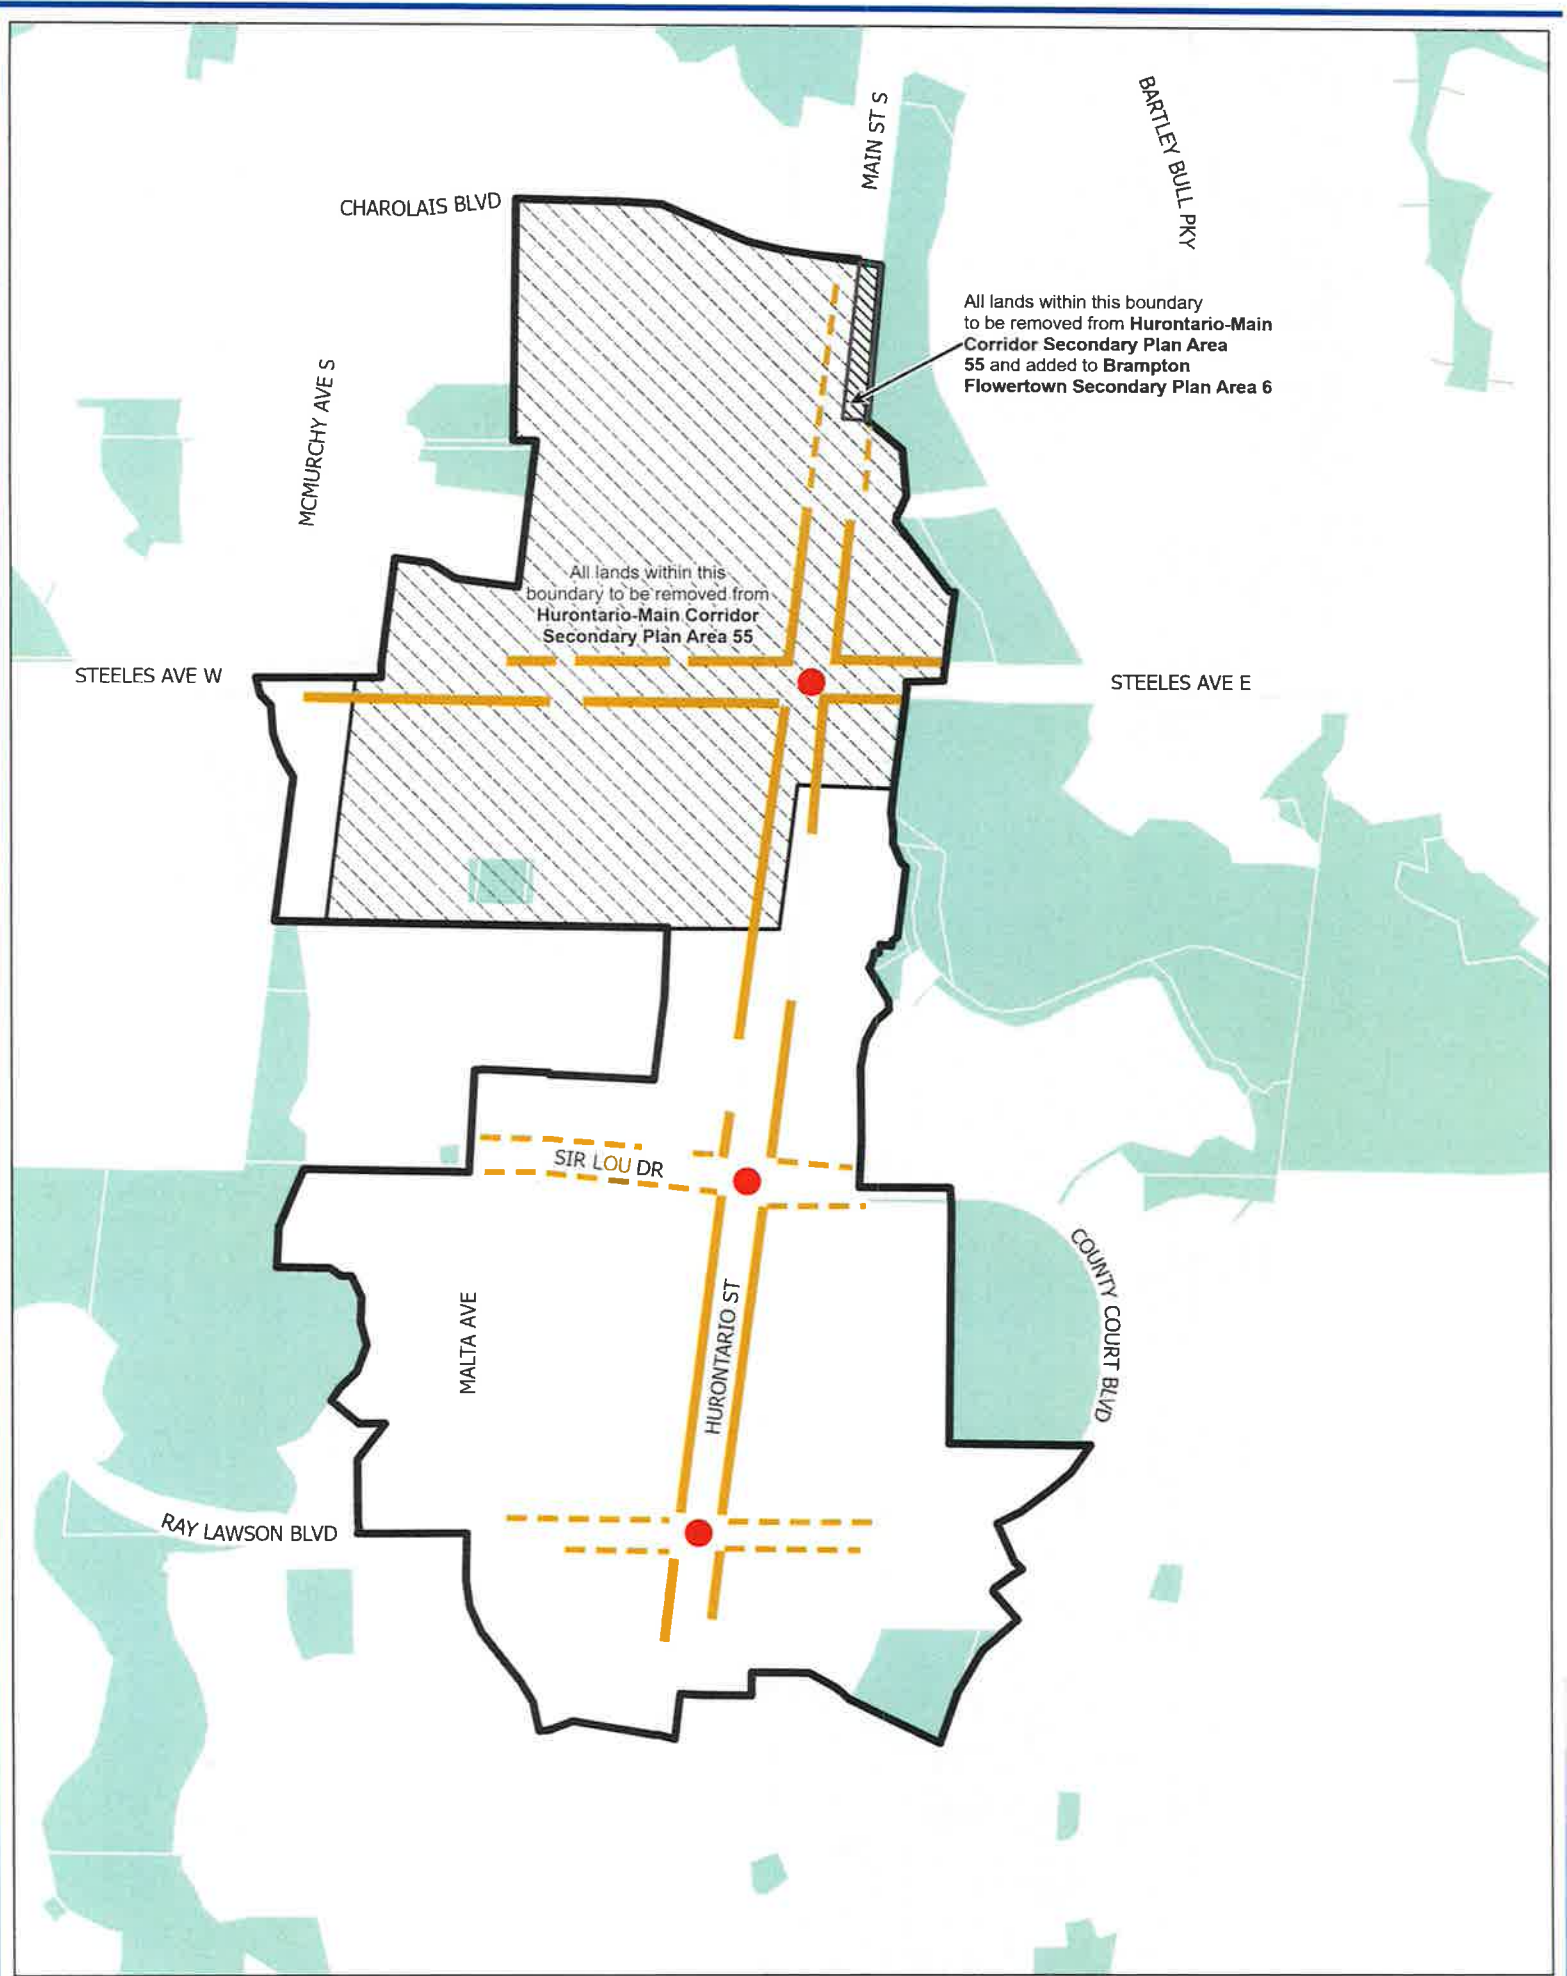 MAIN ST S
BARTLEY BULL PKY
CHAROLAIS BLVD
All lands within this boundary
to be removed from Hurontario-Main
Corridor Secondary Plan Area
55 and added to Brampton
Flowertown Secondary Plan Area 6
MCMURCHY AVE S
All lands within this
boundary to be removed from
Hurontario-Main Corridor
Secondary Plan Area 55
STEELES AVE W
STEELES AVE E
SIR LOU DR
COUNTY COURT BLVD
MALTA AVE
HURONTARIO ST
RAY LAWSON BLVD